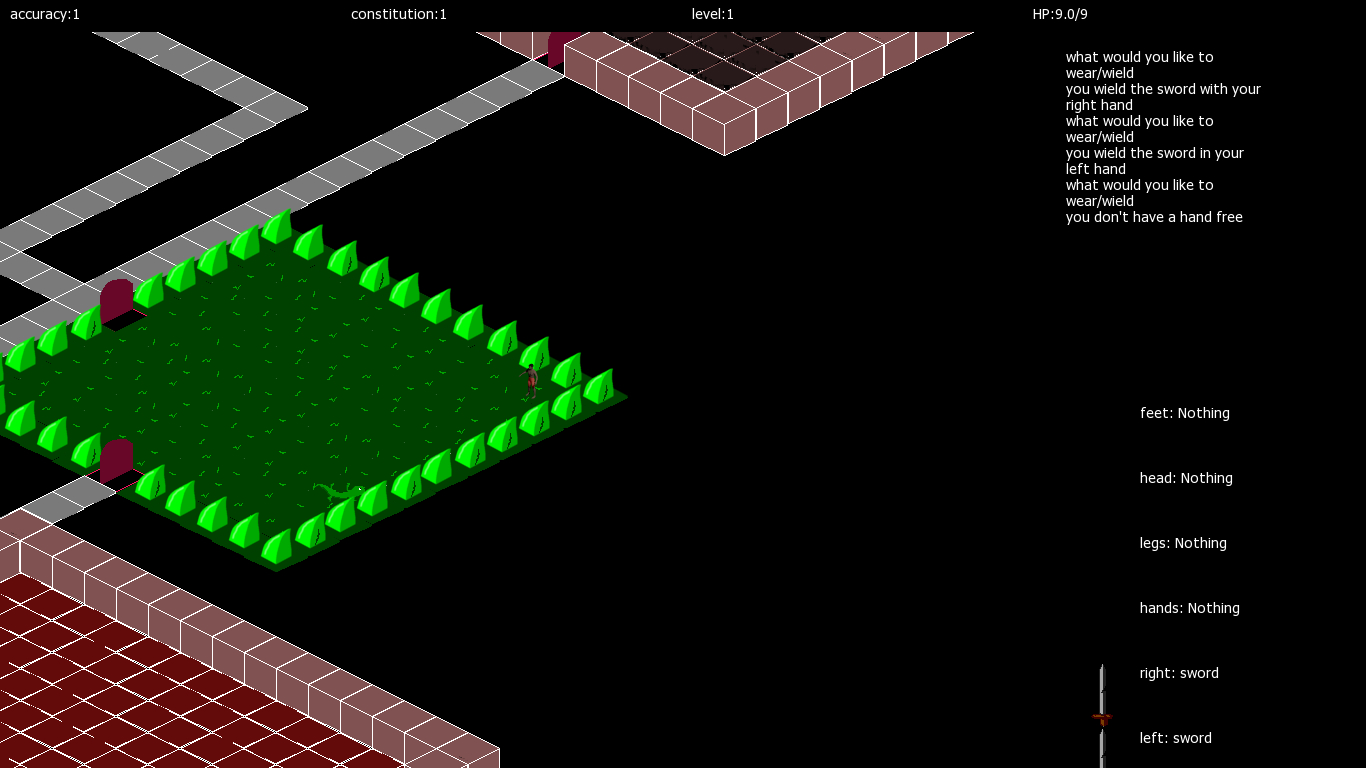 accuracy:1 constitution:1 level:1 HP:9.0/9
what would you like to
wear/wield
you wield the sword with your
right hand
what would you like to
wear/wield
you wield the sword in your
left hand
what would you like to
wear/wield
you don't have a hand free
feet: Nothing
head: Nothing
legs: Nothing
hands: Nothing
right: sword
left: sword